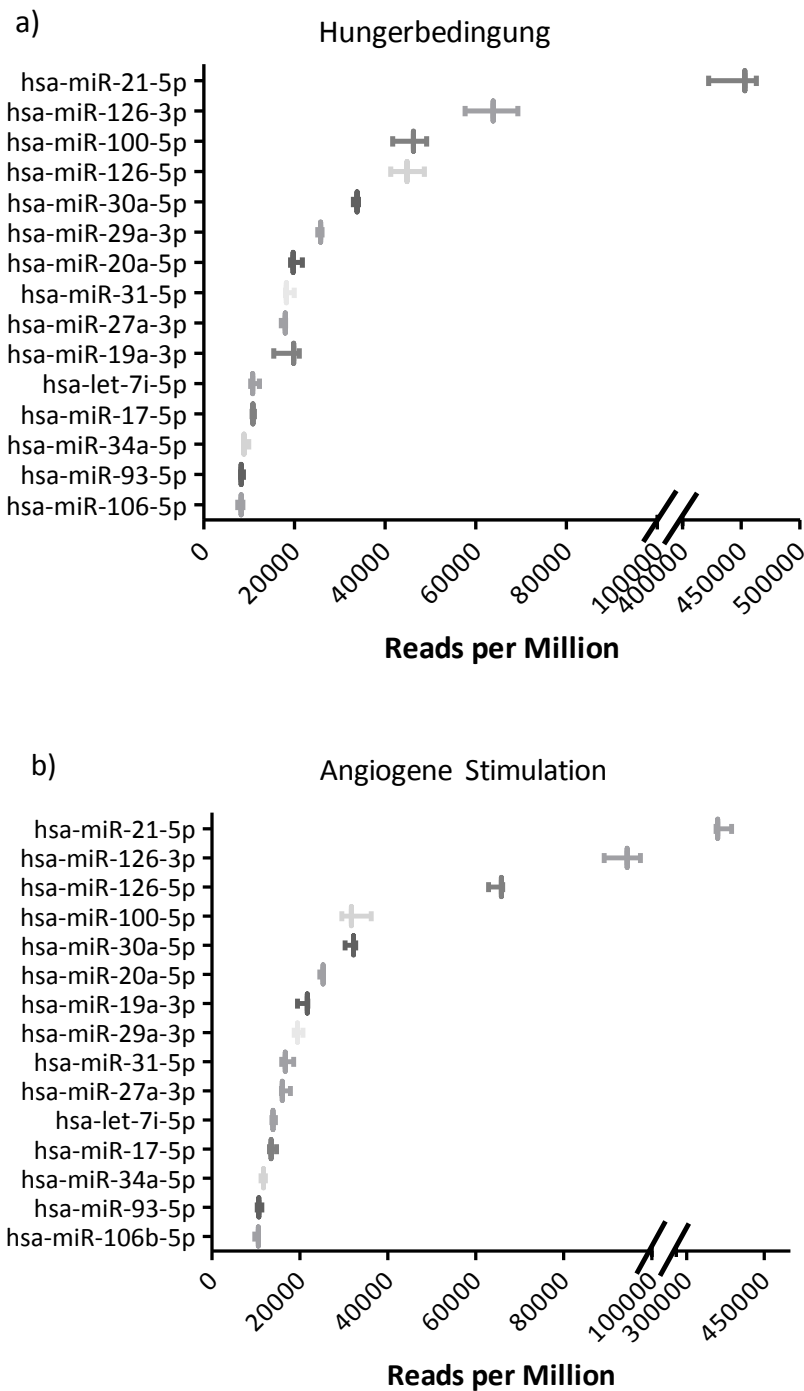 a)
Hungerbedingung
hsa-miR-21-5p
hsa-miR-126-3p
hsa-miR-100-5p
hsa-miR-126-5p
hsa-miR-30a-5p
hsa-miR-29a-3p
hsa-miR-20a-5p
hsa-miR-31-5p
hsa-miR-27a-3p
hsa-miR-19a-3p
hsa-let-7i-5p
hsa-miR-17-5p
hsa-miR-34a-5p
hsa-miR-93-5p
hsa-miR-106-5p
0 20000 40000 60000 80000 100000 400000 450000 500000
Reads per Million
b)
Angiogene Stimulation
hsa-miR-21-5p
hsa-miR-126-3p
hsa-miR-126-5p
hsa-miR-100-5p
hsa-miR-30a-5p
hsa-miR-20a-5p
hsa-miR-19a-3p
hsa-miR-29a-3p
hsa-miR-31-5p
hsa-miR-27a-3p
hsa-let-7i-5p
hsa-miR-17-5p
hsa-miR-34a-5p
hsa-miR-93-5p
hsa-miR-106b-5p
0 20000 40000 60000 80000 100000 300000 450000
Reads per Million